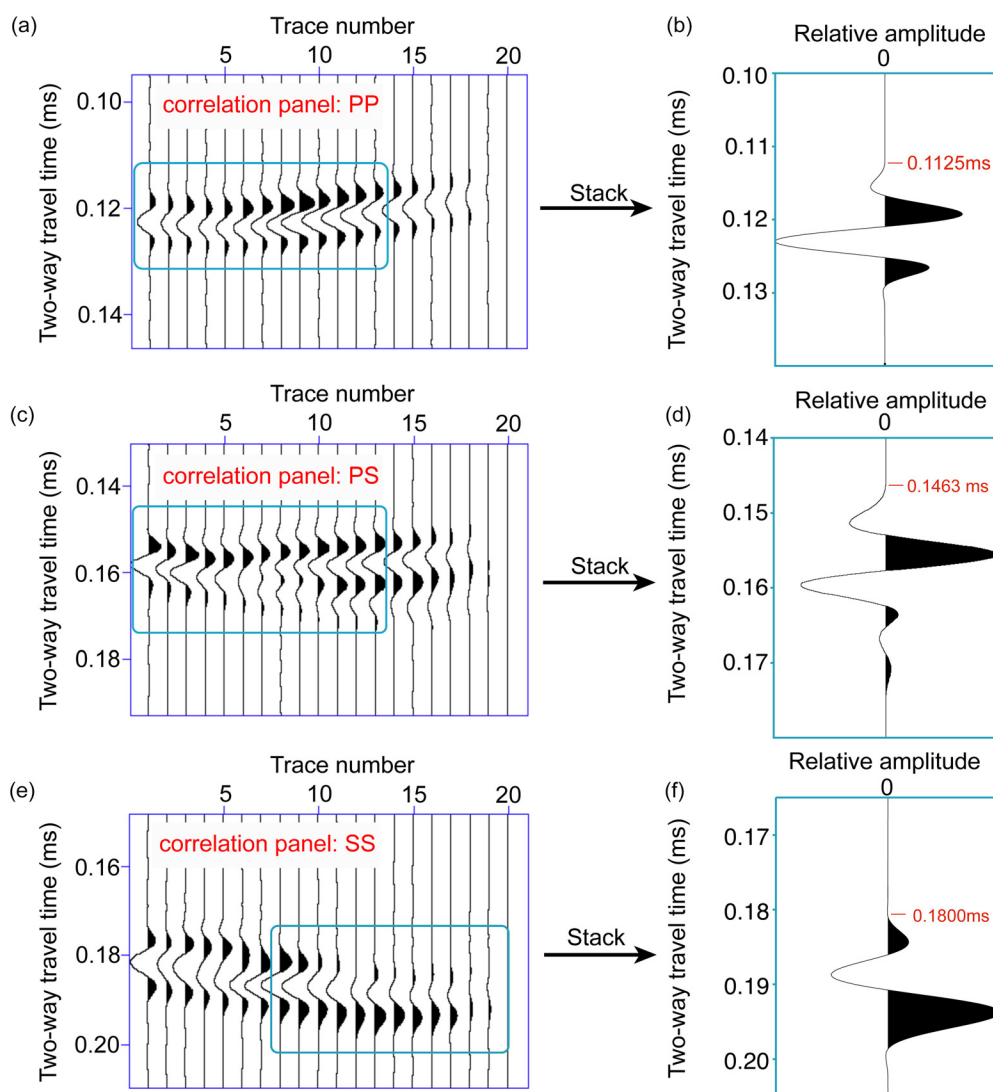 (a)
Trace number
5 10 15 20
Two-way travel time (ms)
0.10
0.12
0.14
correlation panel: PP
Stack
(b)
Relative amplitude
0
Two-way travel time (ms)
0.10
0.11
0.12
0.13
0.1125ms
(c)
Trace number
5 10 15 20
Two-way travel time (ms)
0.14
0.16
0.18
correlation panel: PS
Stack
(d)
Relative amplitude
0
Two-way travel time (ms)
0.14
0.15
0.16
0.17
0.1463 ms
(e)
Trace number
5 10 15 20
Two-way travel time (ms)
0.16
0.18
0.20
correlation panel: SS
Stack
(f)
Relative amplitude
0
Two-way travel time (ms)
0.17
0.18
0.19
0.20
0.1800ms